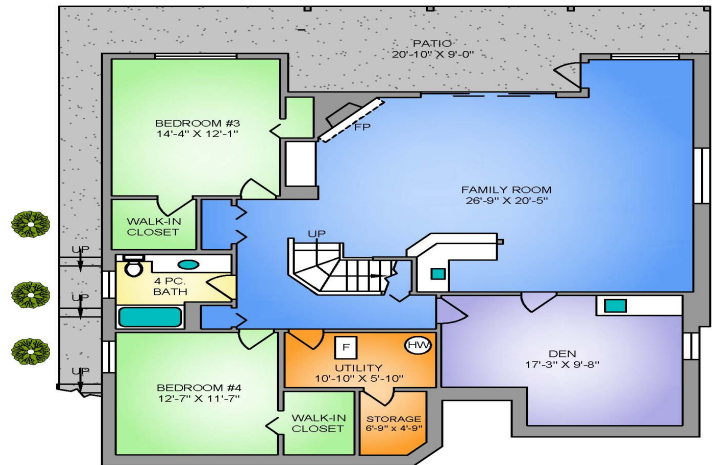 PATIO
20'-10" X 9'-0"
BEDROOM #3
14'-4" X 12'-1"
FP
FAMILY ROOM
26'-9" X 20'-5"
WALK-IN
CLOSET
UP
UP
4 PC.
BATH
UP
UP
BEDROOM #4
12'-7" X 11'-7"
F
HW
UTILITY
10'-10" X 5'-10"
DEN
17'-3" X 9'-8"
WALK-IN
CLOSET
STORAGE
6'-9" x 4'-9"